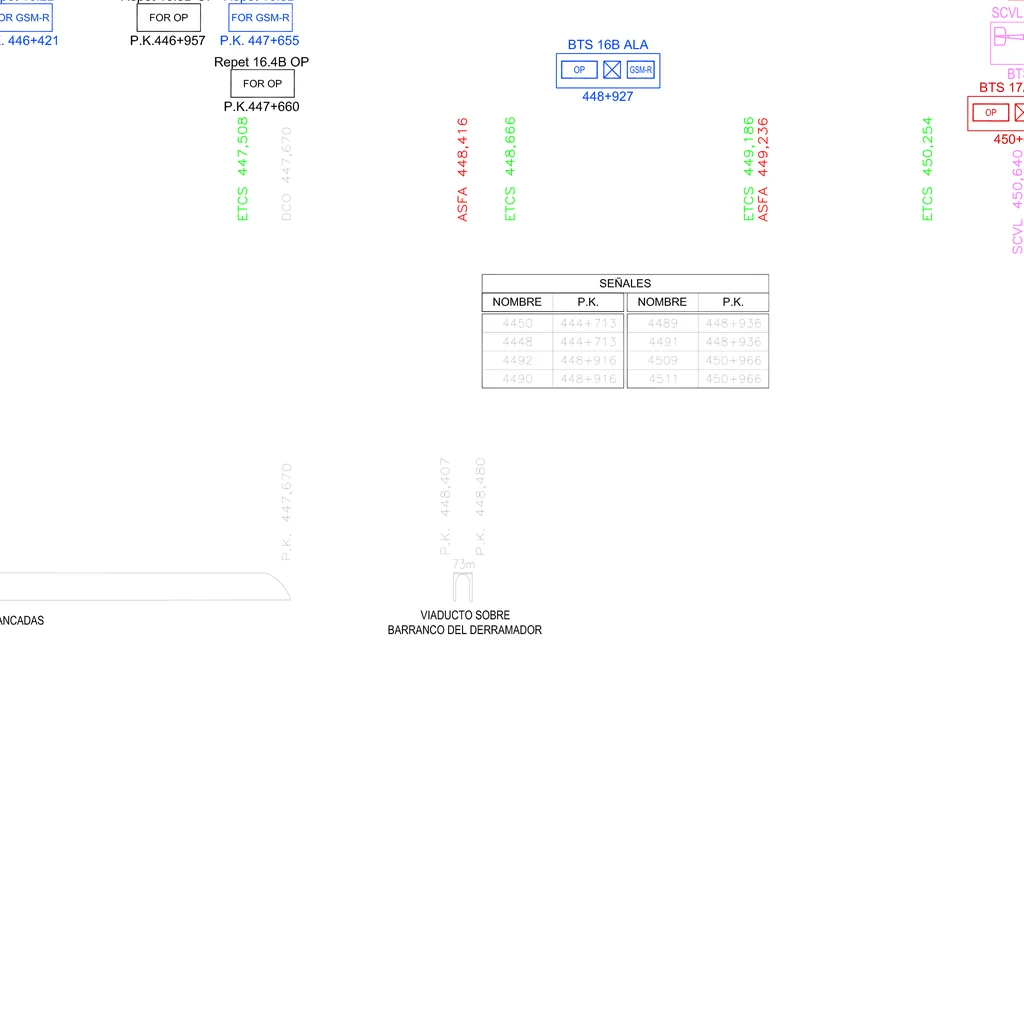 FOR GSM-R
446+421
FOR OP
P.K.446+957
FOR GSM-R
P.K. 447+655
Repet 16.4B OP
FOR OP
P.K.447+660
BTS 16B ALA
OP
GSM-R
448+927
SCVL
BTS 17
OP
450+
ETCS 447,508
DCO 447,670
ASFA 448,416
ETCS 448,666
ETCS 449,186
ASFA 449,236
ETCS 450,254
SCVL 450,640
SEÑALES
NOMBRE P.K. NOMBRE P.K.
4450 444+713 4489 448+936
4448 444+713 4491 448+936
4492 448+916 4509 450+966
4490 448+916 4511 450+966
P.K. 447,670
P.K. 448,407
P.K. 448,480
73m
ANCADAS
VIADUCTO SOBRE
BARRANCO DEL DERRAMADOR